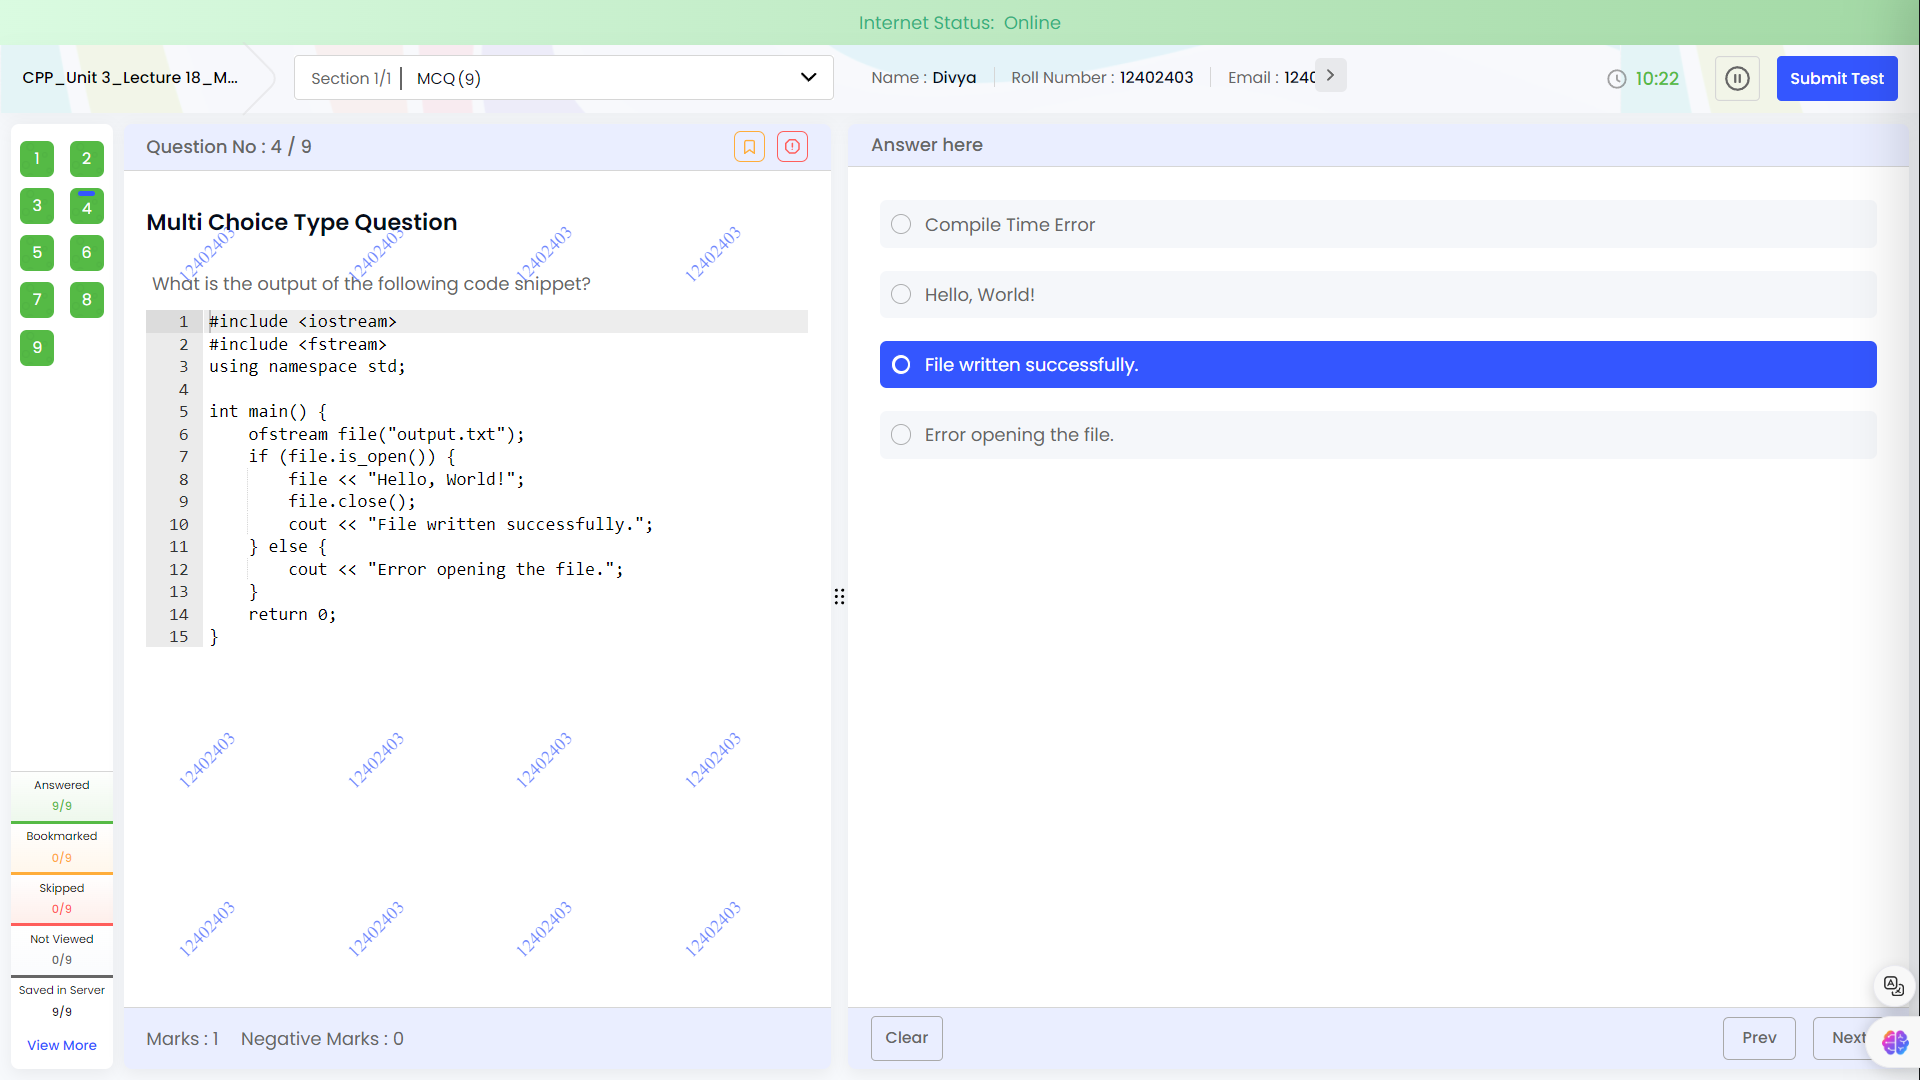 Internet Status: Online
CPP_Unit 3_Lecture 18_M...
Section 1/1 | MCQ (9)
Name : Divya
Roll Number : 12402403
Email : 1240
10:22
Submit Test
1 2
3 4
5 6
7 8
9
Question No : 4 / 9
Multi Choice Type Question
12402403 12402403 12402403 12402403
What is the output of the following code snippet?
1 #include <iostream>
2 #include <fstream>
3 using namespace std;
4
5 int main() {
6     ofstream file("output.txt");
7     if (file.is_open()) {
8         file << "Hello, World!";
9         file.close();
10         cout << "File written successfully.";
11     } else {
12         cout << "Error opening the file.";
13     }
14     return 0;
15 }
12402403 12402403 12402403 12402403
12402403 12402403 12402403 12402403
Marks : 1 Negative Marks : 0
Answered
9/9
Bookmarked
0/9
Skipped
0/9
Not Viewed
0/9
Saved in Server
9/9
View More
Answer here
Compile Time Error
Hello, World!
File written successfully.
Error opening the file.
Clear
Prev
Next